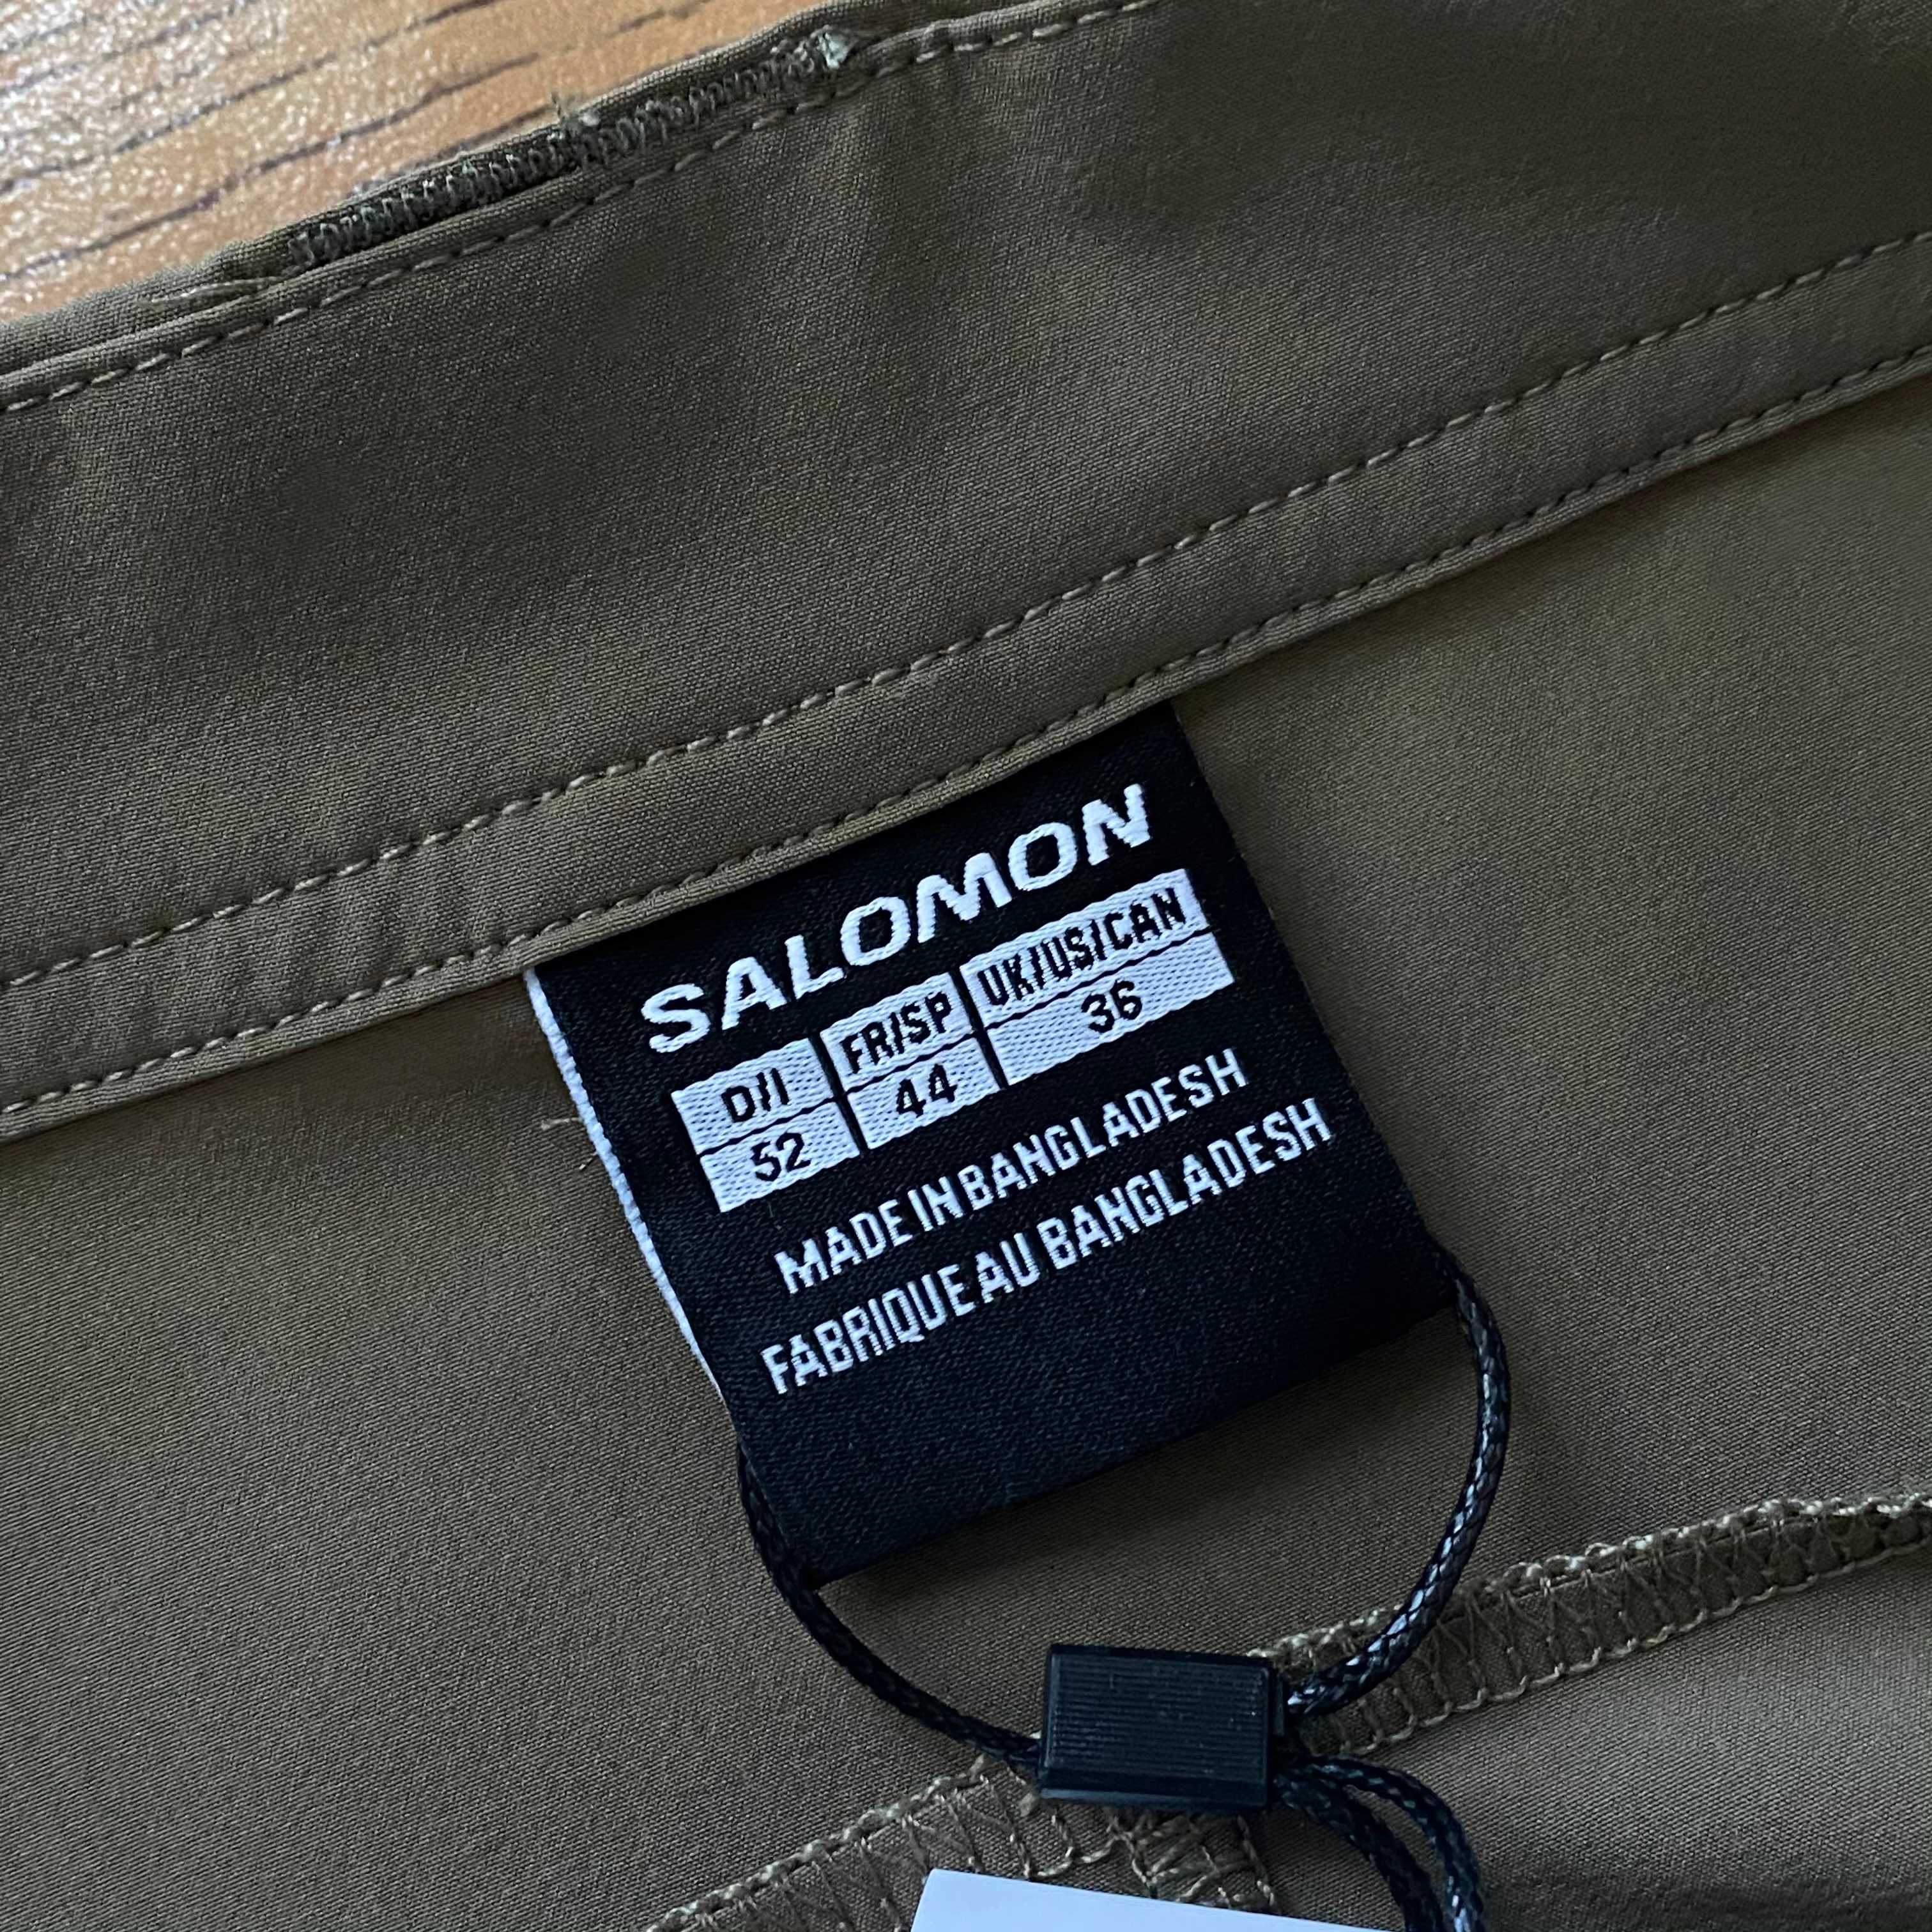 SALOMON
D/I FR/SP UK/US/CAN
52 44 36
MADE IN BANGLADESH
FABRIQUE AU BANGLADESH